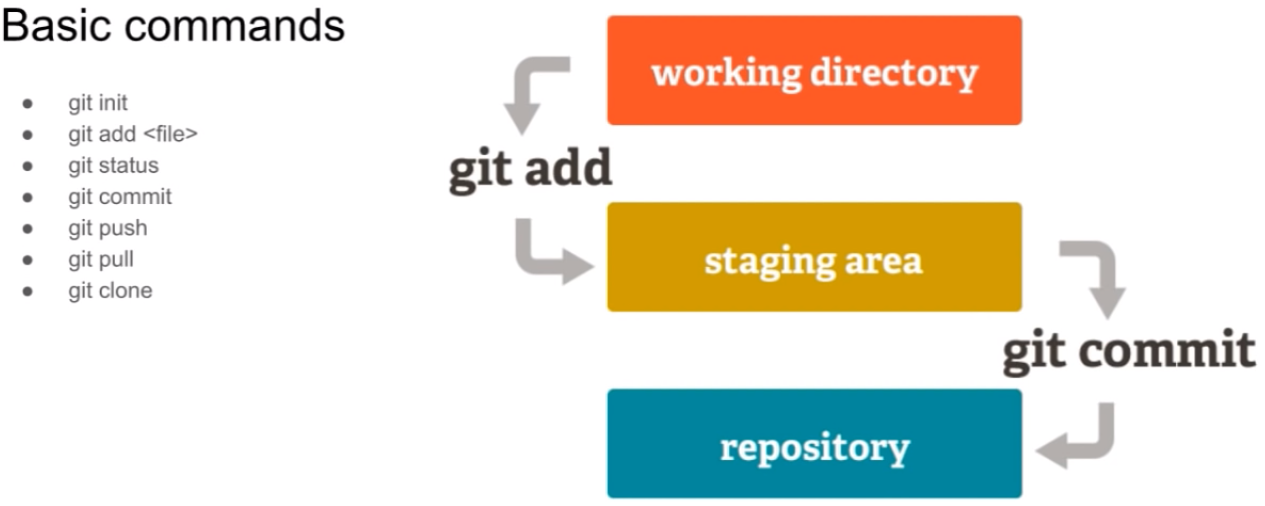 Basic commands
git init
git add <file>
git status
git commit
git push
git pull
git clone
working directory
git add
staging area
git commit
repository